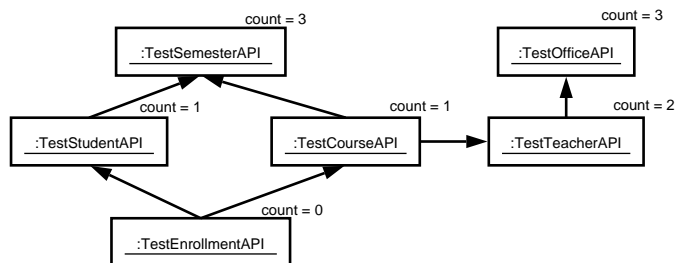 count = 3
:TestSemesterAPI
count = 3
:TestOfficeAPI
count = 1
:TestStudentAPI
count = 1
:TestCourseAPI
count = 2
:TestTeacherAPI
count = 0
:TestEnrollmentAPI